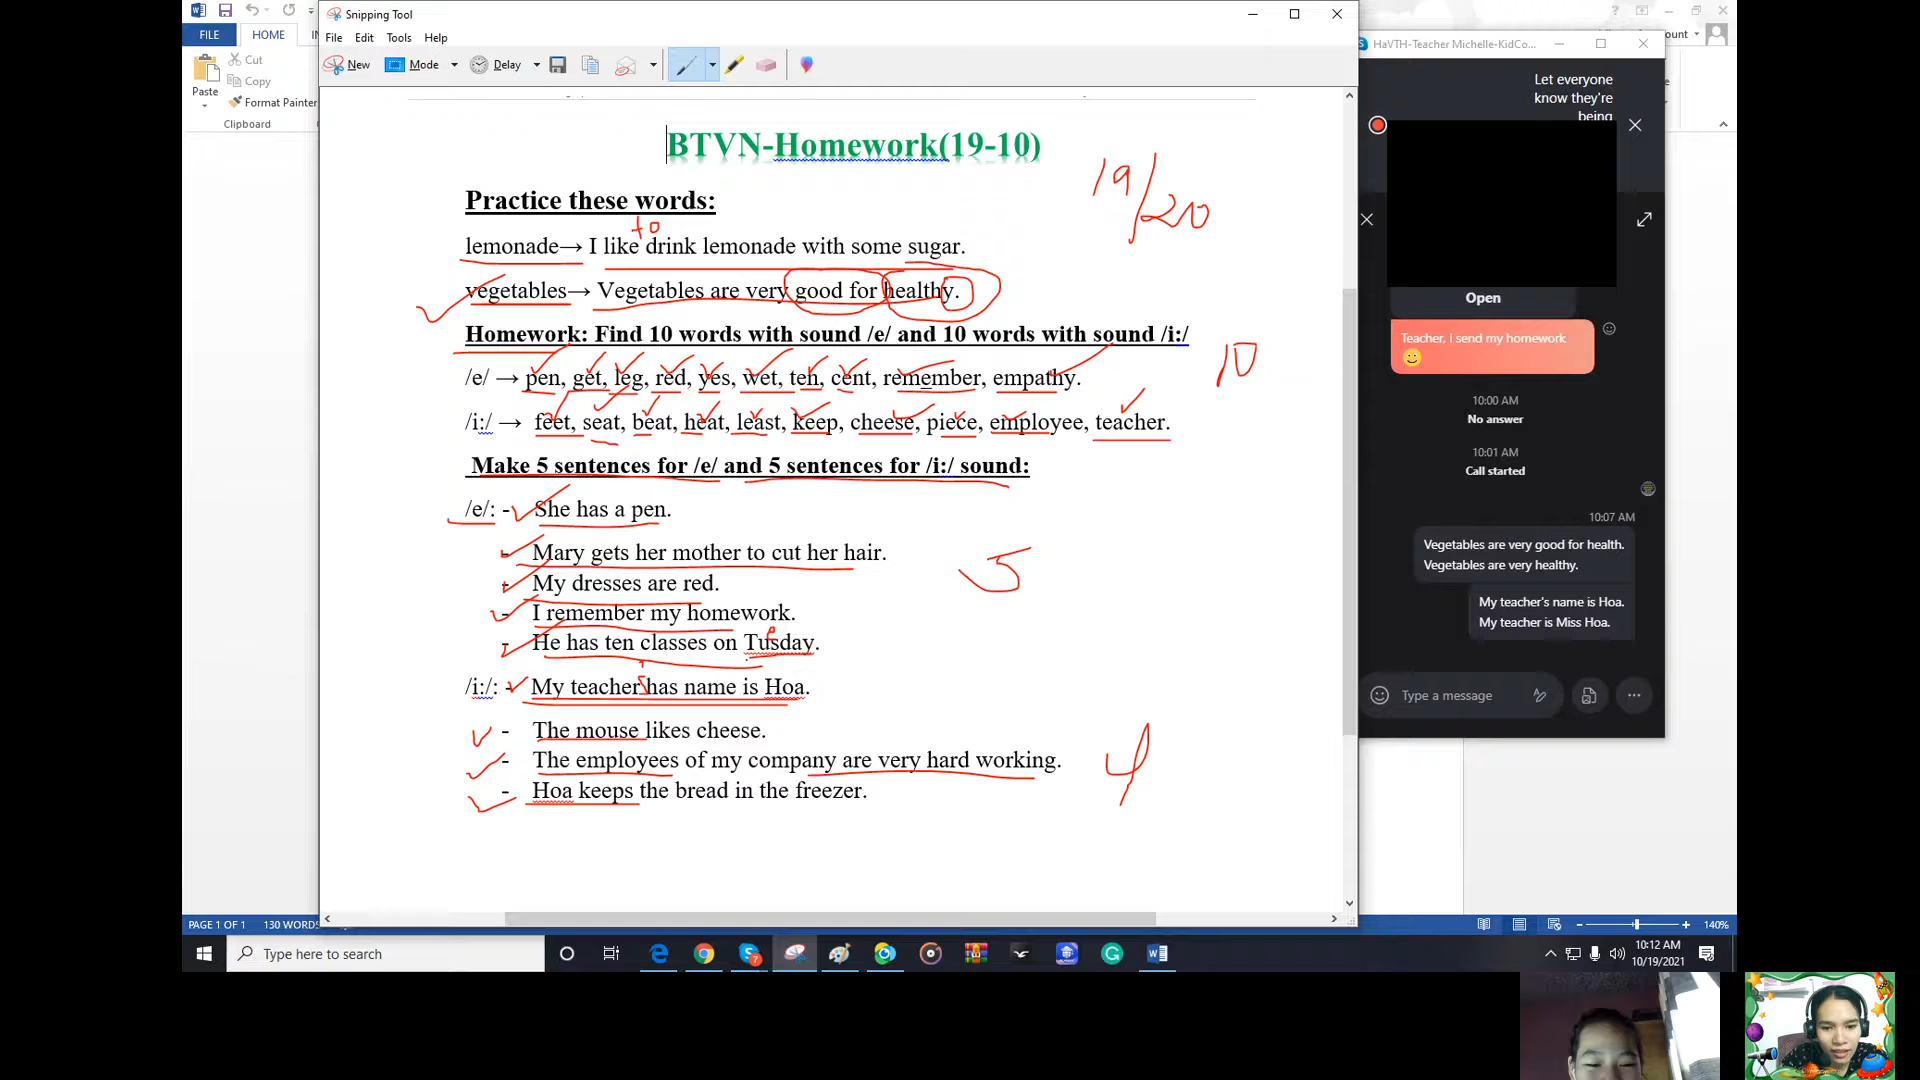 Snipping Tool
File Edit Tools Help
New Mode Delay
FILE HOME
Paste Cut
Copy
Format Painter
Clipboard
BTVN-Homework(19-10)
19/20
Practice these words:
to
lemonade→ I like drink lemonade with some sugar.
vegetables→ Vegetables are very good for healthy.
Homework: Find 10 words with sound /e/ and 10 words with sound /i:/
10
/e/ → pen, get, leg, red, yes, wet, ten, cent, remember, empathy.
/i:/ → feet, seat, beat, heat, least, keep, cheese, piece, employee, teacher.
Make 5 sentences for /e/ and 5 sentences for /i:/ sound:
/e/: - She has a pen.
- Mary gets her mother to cut her hair.
5
- My dresses are red.
- I remember my homework.
e
- He has ten classes on Tusday.
's
/i:/: - My teacher has name is Hoa.
- The mouse likes cheese.
- The employees of my company are very hard working.
4
- Hoa keeps the bread in the freezer.
PAGE 1 OF 1 130 WORDS
140%
HaVTH-Teacher Michelle-KidCo...
Let everyone
know they're
being
Open
Teacher, I send my homework
10:00 AM
No answer
10:01 AM
Call started
10:07 AM
Vegetables are very good for health.
Vegetables are very healthy.
My teacher's name is Hoa.
My teacher is Miss Hoa.
Type a message
Type here to search
10:12 AM
10/19/2021